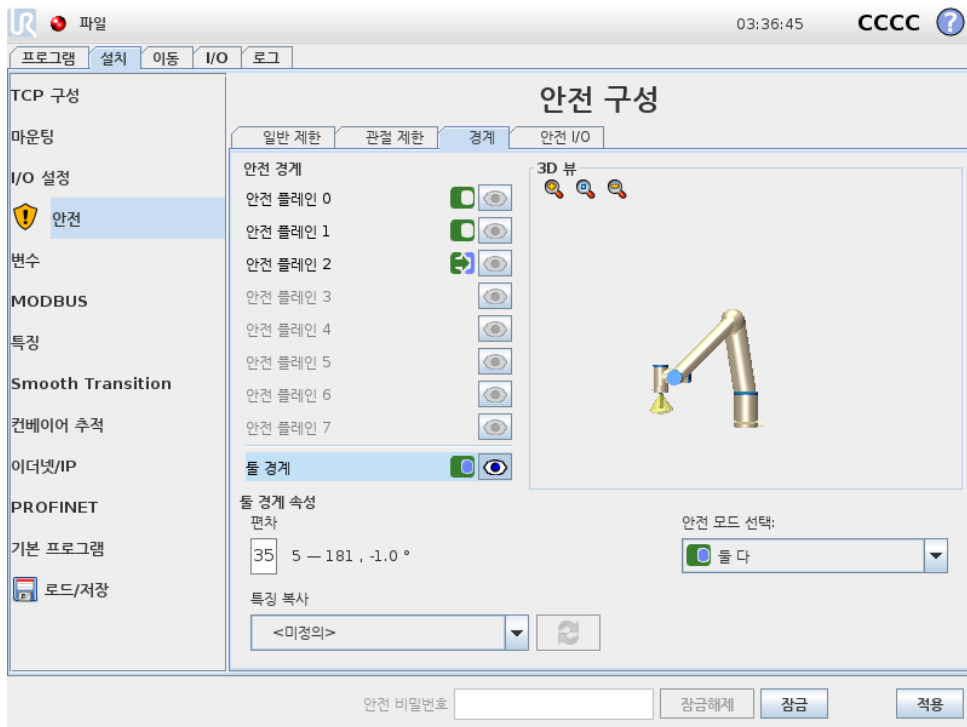 UR 파일 03:36:45 CCCC ?
프로그램 설치 이동 I/O 로그
TCP 구성
마운팅
I/O 설정
안전
변수
MODBUS
특징
Smooth Transition
컨베이어 추적
이더넷/IP
PROFINET
기본 프로그램
로드/저장
안전 구성
일반 제한 관절 제한 경계 안전 I/O
안전 경계
안전 플레인 0
안전 플레인 1
안전 플레인 2
안전 플레인 3
안전 플레인 4
안전 플레인 5
안전 플레인 6
안전 플레인 7
툴 경계
3D 뷰
툴 경계 속성
편차
35 5 — 181 , -1.0 °
특징 복사
<미정의>
안전 모드 선택:
둘 다
안전 비밀번호 잠금해제 잠금 적용